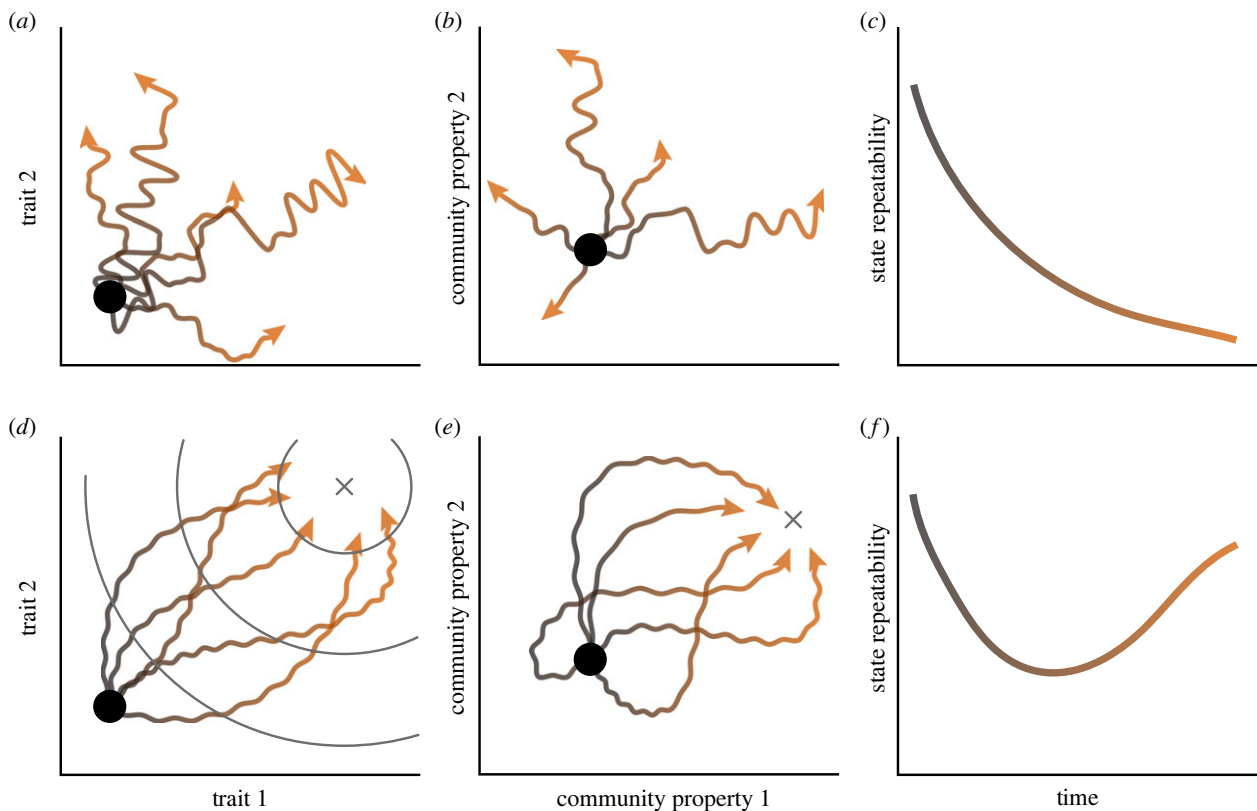 (a)
(b)
(c)
trait 2
community property 2
state repeatability
(d)
(e)
(f)
trait 2
community property 2
state repeatability
trait 1
community property 1
time